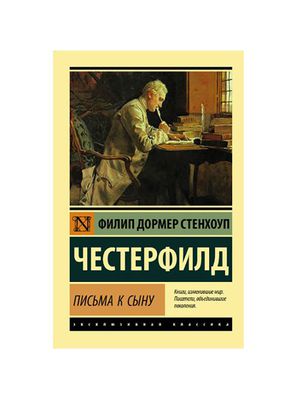 N
ФИЛИП ДОРМЕР СТЕНХОУП
ЧЕСТЕРФИЛД
ПИСЬМА К СЫНУ
Книги, изменившие мир.
Писатели, объединившие
поколения.
ЭКСКЛЮЗИВНАЯ КЛАССИКА